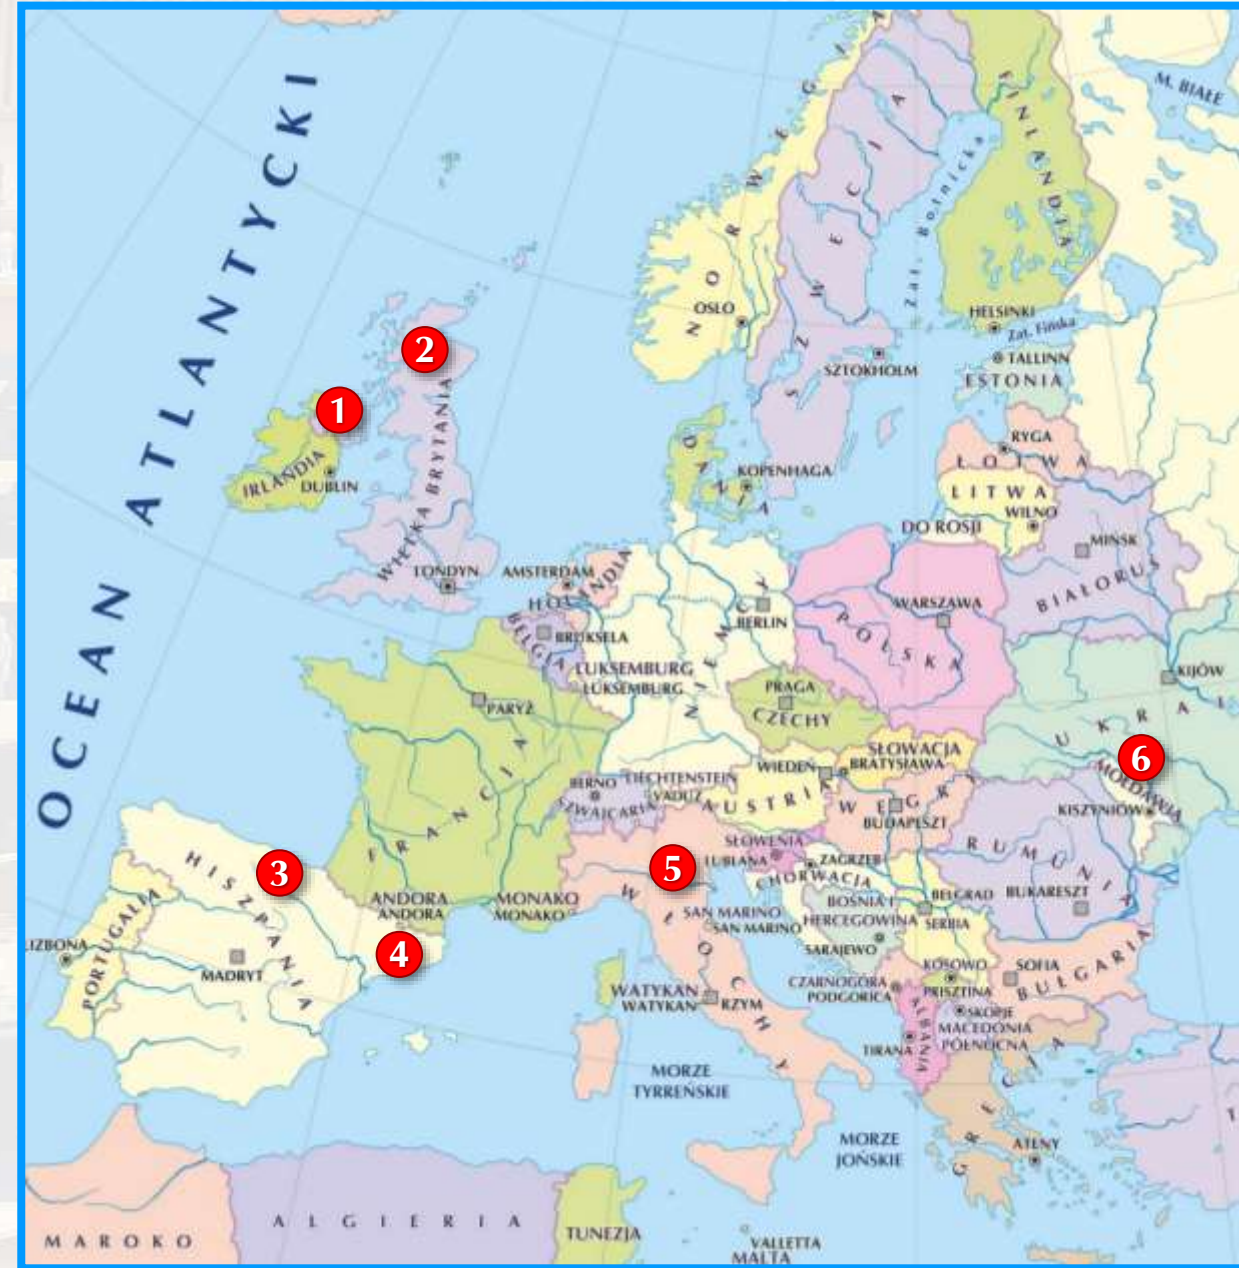 OCEAN ATLANTYCKI
NORWEGIA
SZWECJA
FINLANDIA
M. BIAŁE
Zat. Botnicka
OSLO
HELSINKI
Zat. Fińska
SZTOKHOLM
TALLINN
ESTONIA
2
1
RYGA
ŁOTWA
IRLANDIA
DUBLIN
WIELKA BRYTANIA
DANIA
KOPENHAGA
LITWA
WILNO
DO ROSJI
MIŃSK
BIAŁORUŚ
LONDYN
AMSTERDAM
HOLANDIA
BERLIN
NIEMCY
WARSZAWA
POLSKA
BELGIA
BRUKSELA
LUKSEMBURG
LUKSEMBURG
PARYŻ
FRANCJA
PRAGA
CZECHY
KIJÓW
UKRAI
SŁOWACJA
BRATYSŁAWA
WIEDEŃ
AUSTRIA
6
MOŁDAWIA
KISZYNIÓW
BERNO
SZWAJCARIA
LIECHTENSTEIN
VADUZ
WĘGRY
BUDAPESZT
SŁOWENIA
LUBLANA
ZAGRZEB
CHORWACJA
RUMUNIA
BUKARESZT
3
HISZPANIA
5
WŁOCHY
ANDORA
ANDORA
MONAKO
MONAKO
BOŚNIA I
HERCEGOWINA
SARAJEWO
BELGRAD
SERBIA
SAN MARINO
SAN MARINO
PORTUGALIA
LIZBONA
MADRYT
4
WATYKAN
WATYKAN
RZYM
CZARNOGÓRA
PODGORICA
KOSOWO
PRISZTINA
SOFIA
BUŁGARIA
SKOPJE
MACEDONIA
PÓŁNOCNA
TIRANA
ALBANIA
GRECJA
ATENY
MORZE
TYRREŃSKIE
MORZE
JOŃSKIE
MAROKO
ALGIERIA
TUNEZJA
VALLETTA
MALTA
T